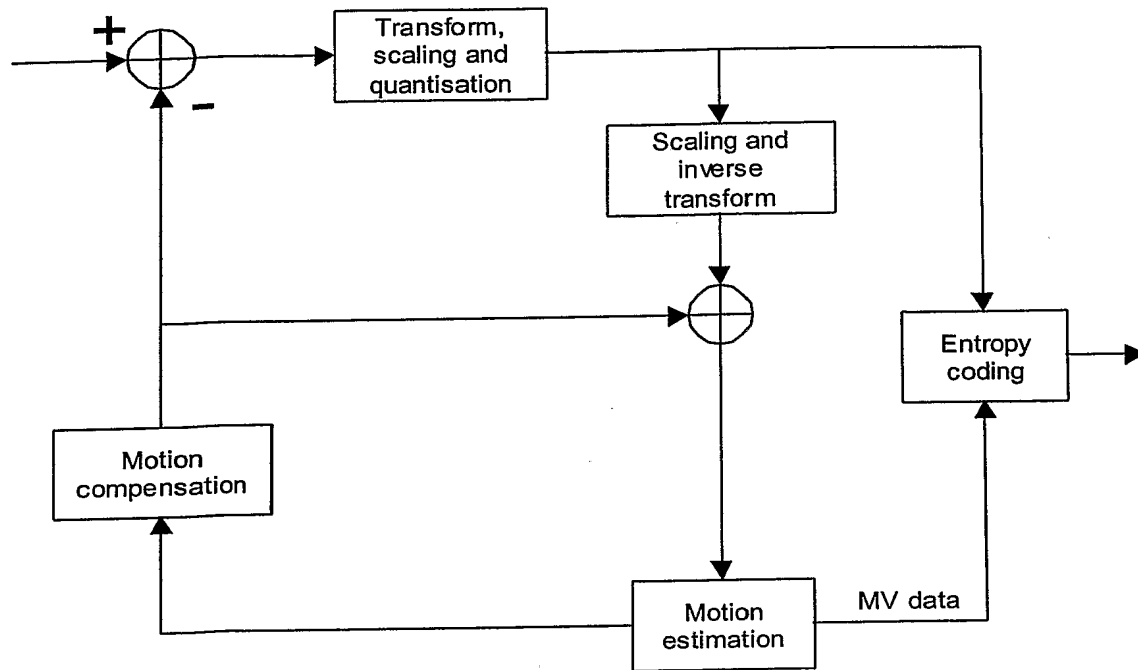 +
Transform,
scaling and
quantisation
−
Scaling and
inverse
transform
Entropy
coding
Motion
compensation
MV data
Motion
estimation